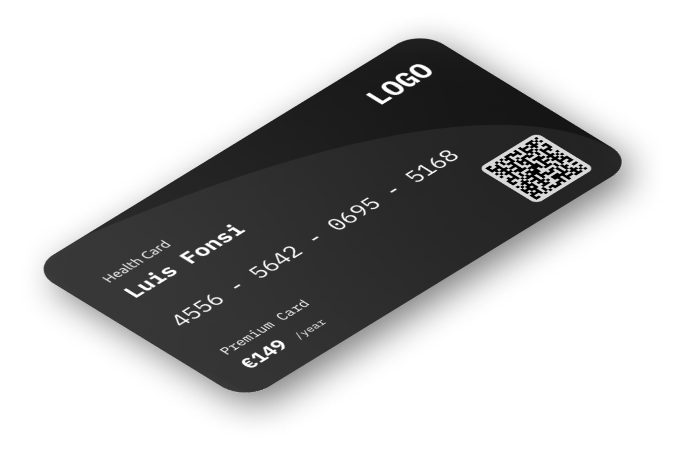 LOGO
Health Card
Luis Fonsi
4556 - 5642 - 0695 - 5168
Premium Card
€149 /year